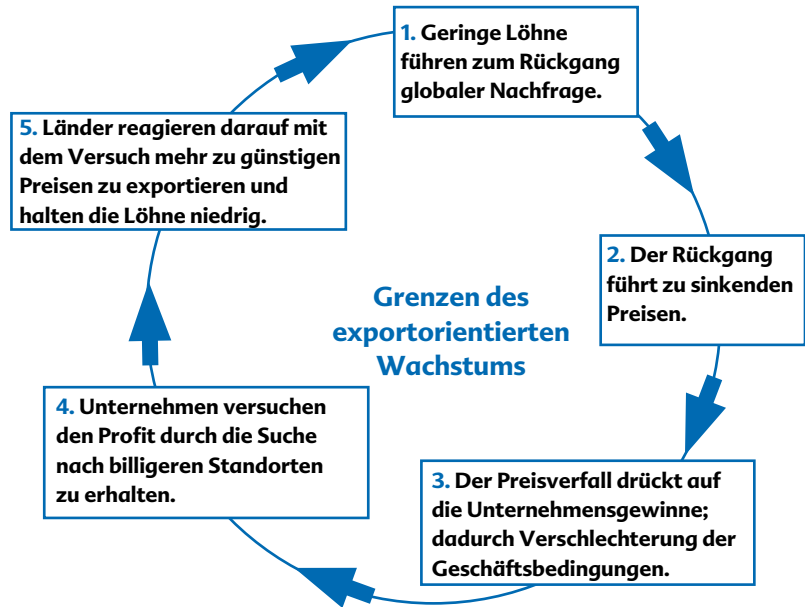 1. Geringe Löhne
führen zum Rückgang
globaler Nachfrage.
2. Der Rückgang
führt zu sinkenden
Preisen.
3. Der Preisverfall drückt auf
die Unternehmensgewinne;
dadurch Verschlechterung der
Geschäftsbedingungen.
4. Unternehmen versuchen
den Profit durch die Suche
nach billigeren Standorten
zu erhalten.
5. Länder reagieren darauf mit
dem Versuch mehr zu günstigen
Preisen zu exportieren und
halten die Löhne niedrig.
Grenzen des
exportorientierten
Wachstums